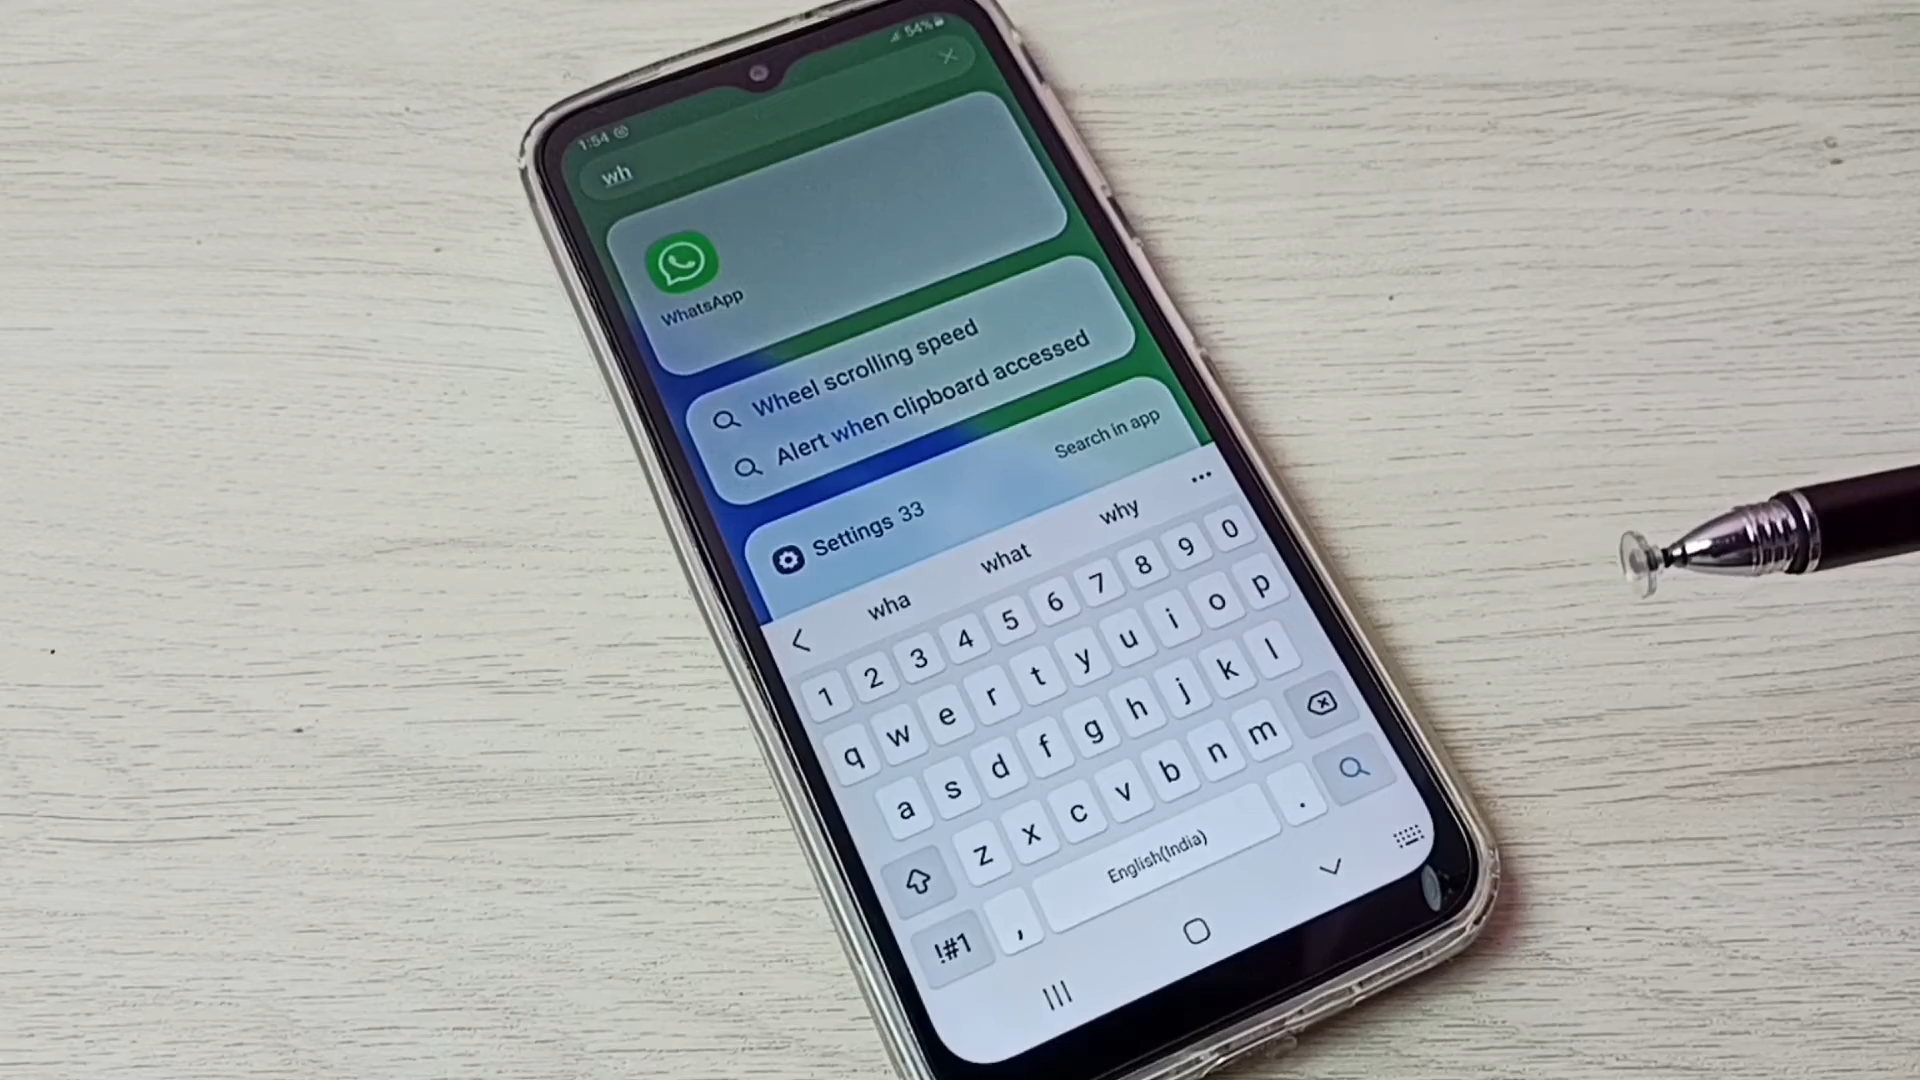 1:54
54%
wh
WhatsApp
Wheel scrolling speed
Alert when clipboard accessed
Settings 33
Search in app
wha what why
1 2 3 4 5 6 7 8 9 0
q w e r t y u i o p
a s d f g h j k l
z x c v b n m
!#1 , English(India) .